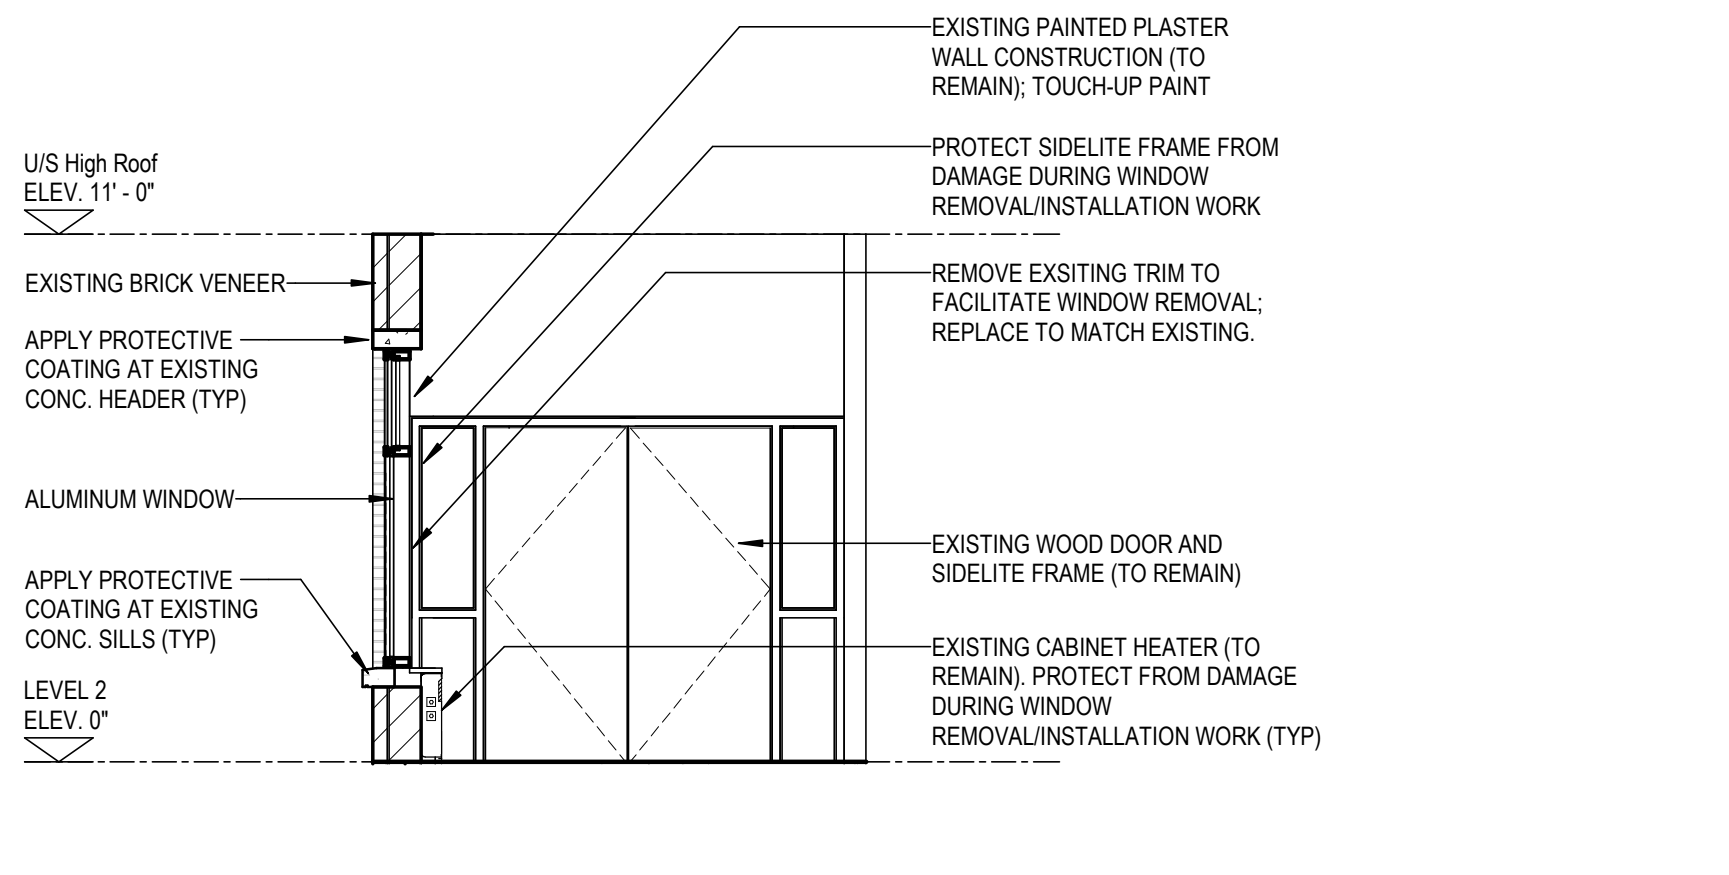 EXISTING PAINTED PLASTER
WALL CONSTRUCTION (TO
REMAIN); TOUCH-UP PAINT
PROTECT SIDELITE FRAME FROM
DAMAGE DURING WINDOW
REMOVAL/INSTALLATION WORK
U/S High Roof
ELEV. 11' - 0"
REMOVE EXSITING TRIM TO
FACILITATE WINDOW REMOVAL;
REPLACE TO MATCH EXISTING.
EXISTING BRICK VENEER
APPLY PROTECTIVE
COATING AT EXISTING
CONC. HEADER (TYP)
ALUMINUM WINDOW
EXISTING WOOD DOOR AND
SIDELITE FRAME (TO REMAIN)
APPLY PROTECTIVE
COATING AT EXISTING
CONC. SILLS (TYP)
EXISTING CABINET HEATER (TO
REMAIN). PROTECT FROM DAMAGE
DURING WINDOW
REMOVAL/INSTALLATION WORK (TYP)
LEVEL 2
ELEV. 0"